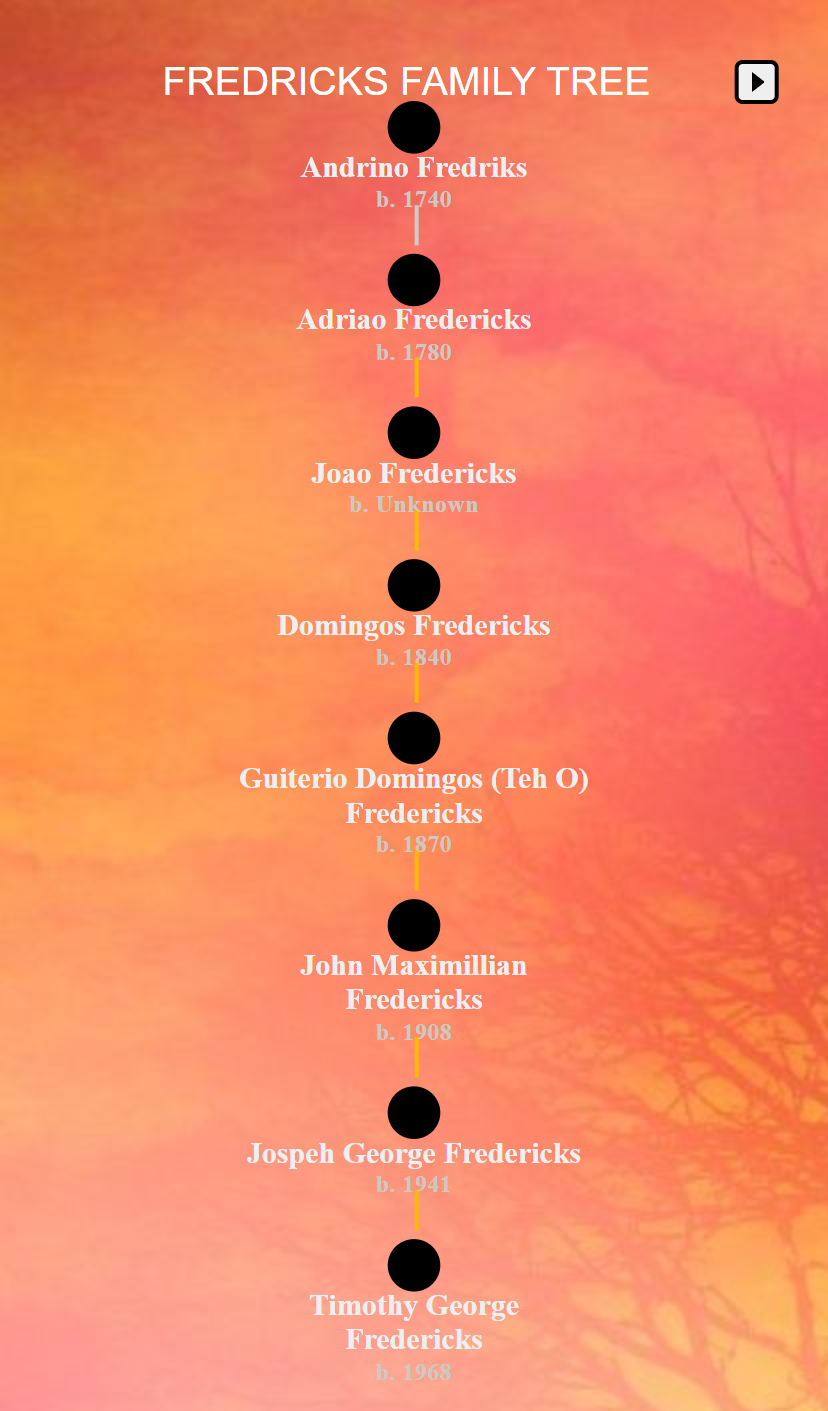 FREDRICKS FAMILY TREE
Andrino Fredriks
b. 1740
Adriao Fredericks
b. 1780
Joao Fredericks
b. Unknown
Domingos Fredericks
b. 1840
Guiterio Domingos (Teh O)
Fredericks
b. 1870
John Maximillian
Fredericks
b. 1908
Jospeh George Fredericks
b. 1941
Timothy George
Fredericks
b. 1968